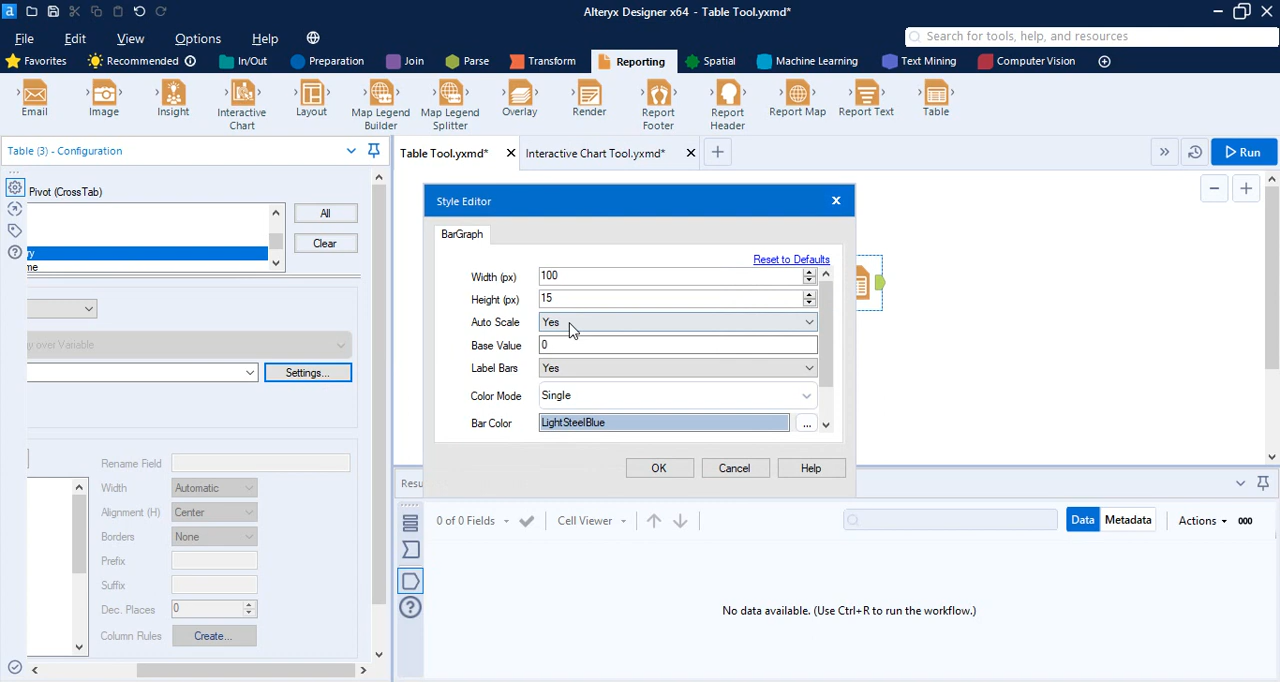 Alteryx Designer x64 - Table Tool.yxmd*
File Edit View Options Help
Search for tools, help, and resources
Favorites Recommended In/Out Preparation Join Parse Transform Reporting Spatial Machine Learning Text Mining Computer Vision
Email Image Insight Interactive Chart Layout Map Legend Builder Map Legend Splitter Overlay Render Report Footer Report Header Report Map Report Text Table
Table (3) - Configuration
Table Tool.yxmd*
Interactive Chart Tool.yxmd*
Run
Pivot (CrossTab)
All
ry
Clear
me
y over Variable
Settings...
Rename Field
Width Automatic
Alignment (H) Center
Borders None
Prefix
Suffix
Dec. Places 0
Column Rules Create...
Style Editor
BarGraph
Reset to Defaults
Width (px) 100
Height (px) 15
Auto Scale Yes
Base Value 0
Label Bars Yes
Color Mode Single
Bar Color LightSteelBlue ...
OK Cancel Help
Resu
0 of 0 Fields Cell Viewer Data Metadata Actions 000
No data available. (Use Ctrl+R to run the workflow.)